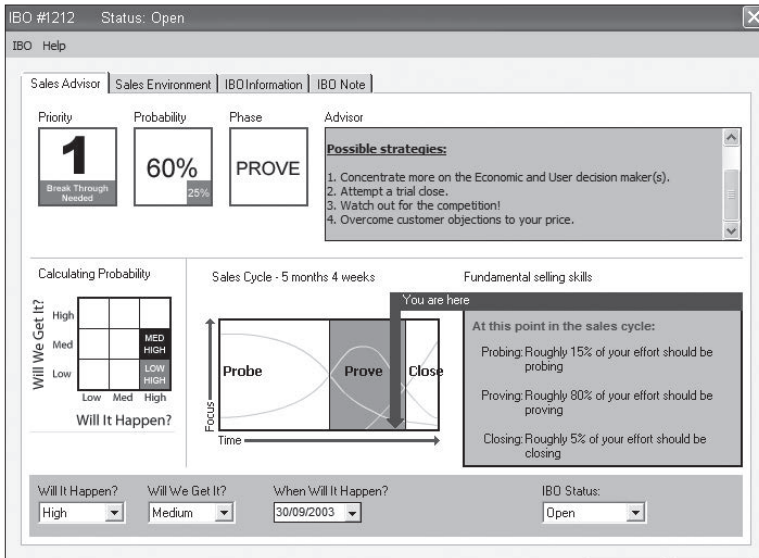 IBO #1212 Status: Open
IBO Help
Sales Advisor Sales Environment IBO Information IBO Note
Priority Probability Phase Advisor
1
Break Through
Needed
60%
25%
PROVE
Possible strategies:
1. Concentrate more on the Economic and User decision maker(s).
2. Attempt a trial close.
3. Watch out for the competition!
4. Overcome customer objections to your price.
Calculating Probability
Will We Get It?
High
Med
Low
MED
HIGH
LOW
HIGH
Low Med High
Will It Happen?
Sales Cycle - 5 months 4 weeks
Fundamental selling skills
You are here
Focus
Probe Prove Close
Time
At this point in the sales cycle:
Probing: Roughly 15% of your effort should be
probing
Proving: Roughly 80% of your effort should be
proving
Closing: Roughly 5% of your effort should be
closing
Will It Happen? Will We Get It? When Will It Happen? IBO Status:
High Medium 30/09/2003 Open